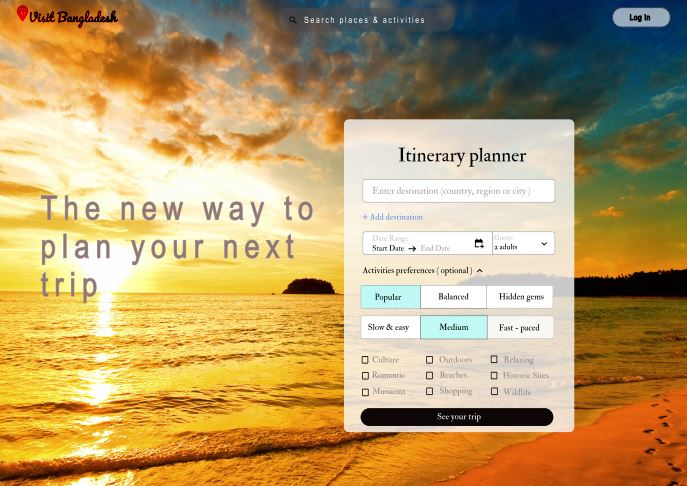 Visit Bangladesh
Search places & activities
Log In
The new way to
plan your next
trip
Itinerary planner
Enter destination (country, region or city )
+ Add destination
Date Range
Start Date → End Date
Guests
2 adults
Activities preferences ( optional )
Popular Balanced Hidden gems
Slow & easy Medium Fast - paced
Culture Outdoors Relaxing
Romantic Beaches Historic Sites
Musuems Shopping Wildlife
See your trip